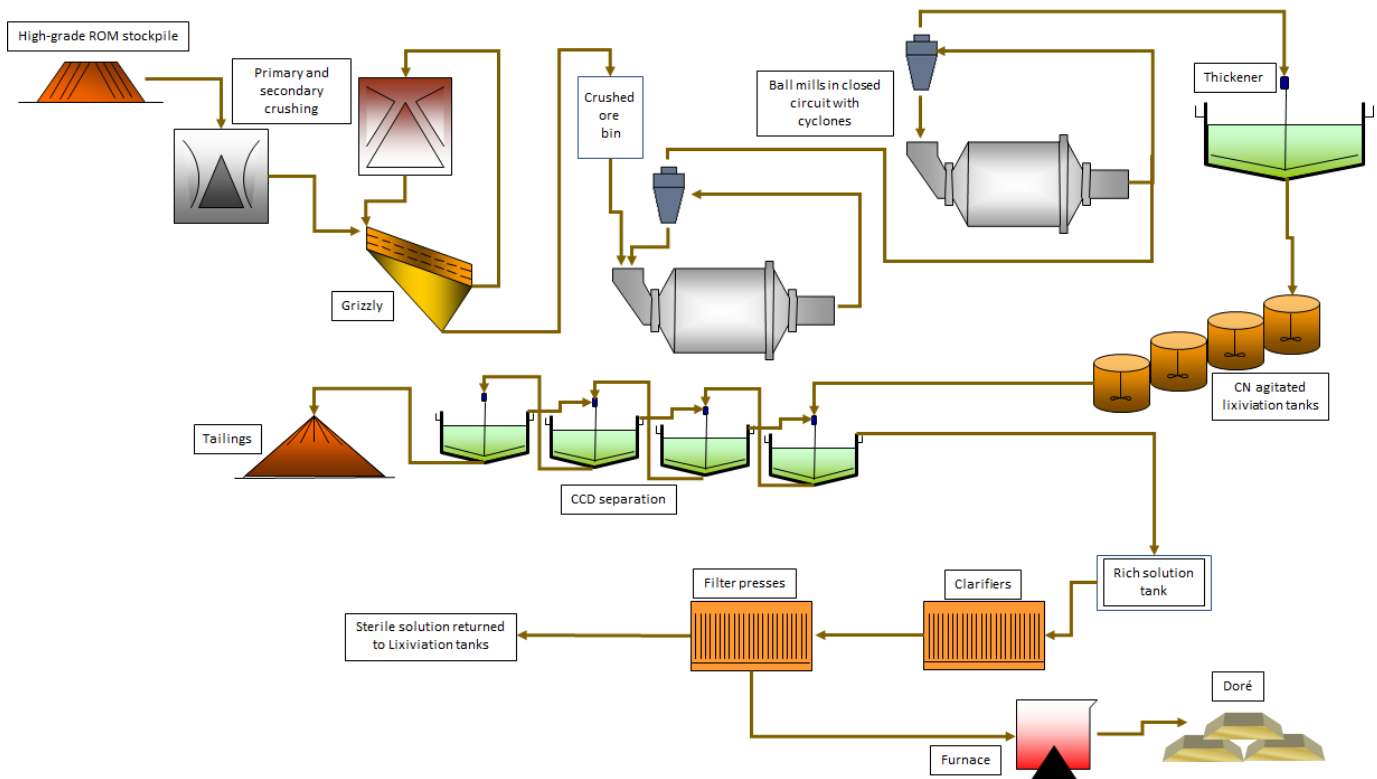 High-grade ROM stockpile
Primary and
secondary
crushing
Crushed
ore
bin
Ball mills in closed
circuit with
cyclones
Thickener
Grizzly
CN agitated
lixiviation tanks
Tailings
CCD separation
Rich solution
tank
Clarifiers
Filter presses
Sterile solution returned
to Lixiviation tanks
Furnace
Doré